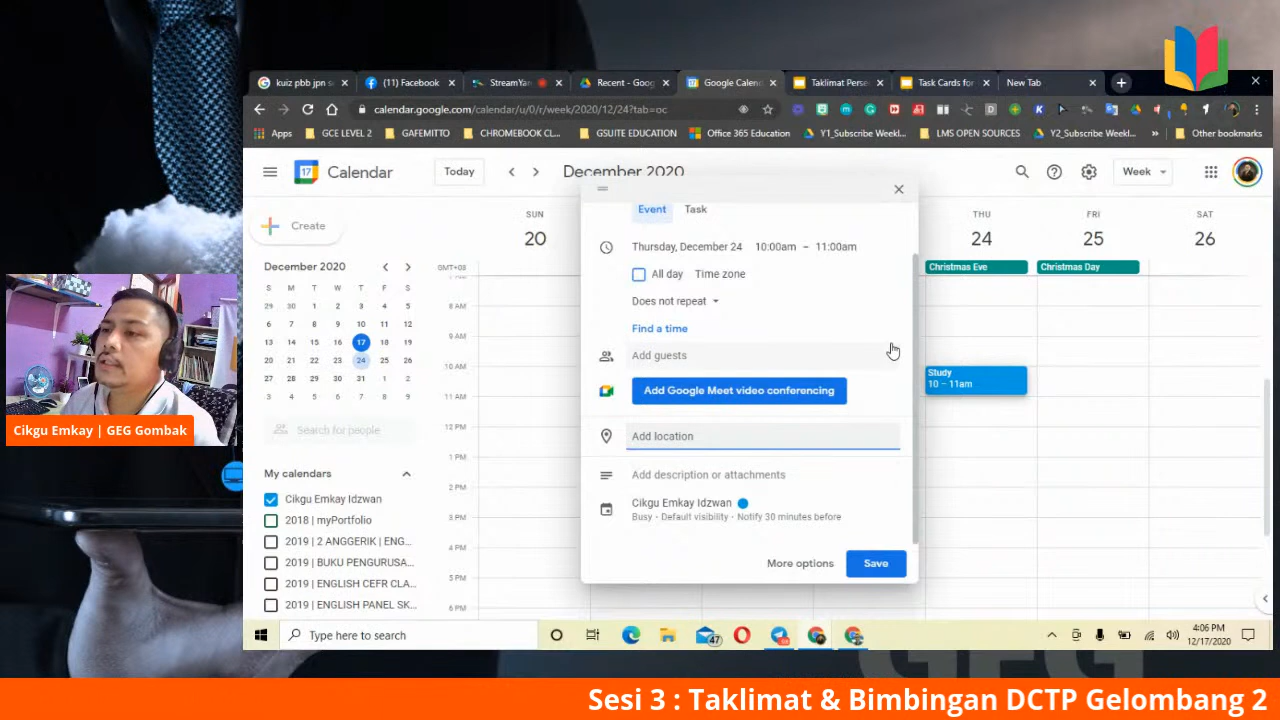 kuiz pbb jpn s
(11) Facebook
StreamYar
Recent - Goog
Google Calen
Taklimat Perse
Task Cards for
New Tab
calendar.google.com/calendar/u/0/r/week/2020/12/24?tab=oc
Apps
GCE LEVEL 2
GAFEMITTO
CHROMEBOOK CL...
GSUITE EDUCATION
Office 365 Education
Y1_Subscribe Weekl...
LMS OPEN SOURCES
Y2_Subscribe Weekl...
Other bookmarks
17
Calendar
Today
December 2020
Week
Create
December 2020
S M T W T F S
29 30 1 2 3 4 5
6 7 8 9 10 11 12
13 14 15 16 17 18 19
20 21 22 23 24 25 26
27 28 29 30 31 1 2
3 4 5 6 7 8 9
Search for people
My calendars
Cikgu Emkay Idzwan
2018 | myPortfolio
2019 | 2 ANGGERIK | ENG...
2019 | BUKU PENGURUSA...
2019 | ENGLISH CEFR CLA...
2019 | ENGLISH PANEL SK...
GMT+08
SUN
20
THU
24
FRI
25
SAT
26
Christmas Eve
Christmas Day
8 AM
9 AM
10 AM
11 AM
12 PM
1 PM
2 PM
3 PM
4 PM
5 PM
6 PM
Study
10 – 11am
Event
Task
Thursday, December 24 10:00am – 11:00am
All day Time zone
Does not repeat
Find a time
Add guests
Add Google Meet video conferencing
Add location
Add description or attachments
Cikgu Emkay Idzwan
Busy · Default visibility · Notify 30 minutes before
More options
Save
Type here to search
47
4:06 PM
12/17/2020
Cikgu Emkay | GEG Gombak
Sesi 3 : Taklimat & Bimbingan DCTP Gelombang 2